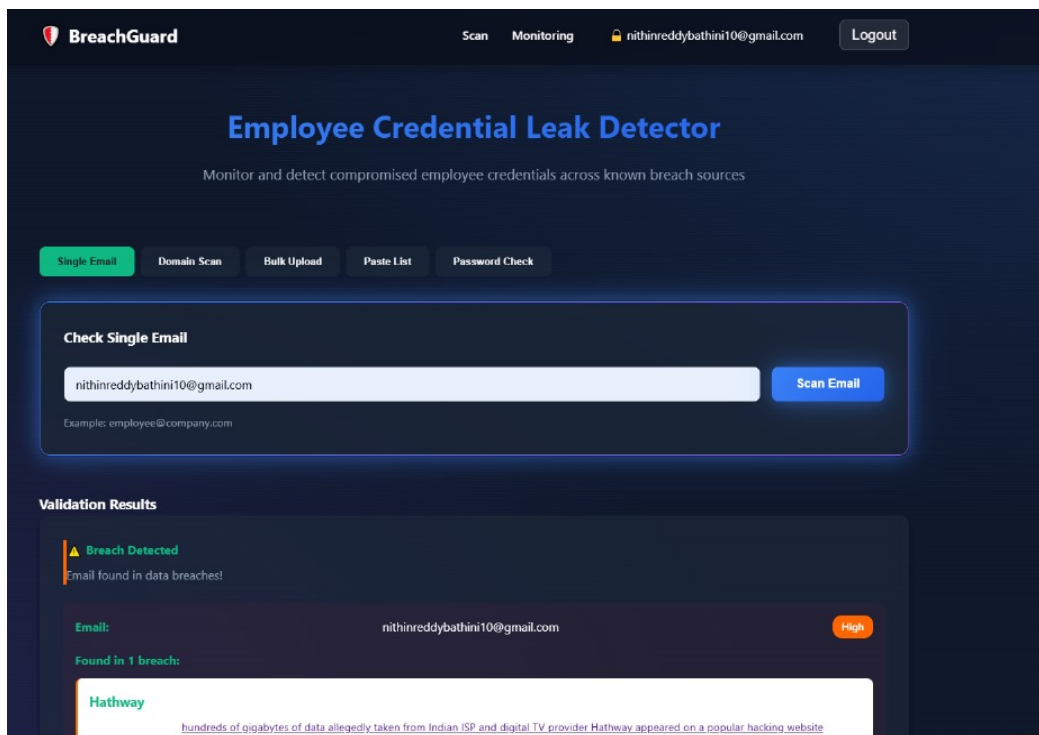 BreachGuard
Scan Monitoring nithinreddybathini10@gmail.com Logout
Employee Credential Leak Detector
Monitor and detect compromised employee credentials across known breach sources
Single Email Domain Scan Bulk Upload Paste List Password Check
Check Single Email
nithinreddybathini10@gmail.com Scan Email
Example: employee@company.com
Validation Results
Breach Detected
Email found in data breaches!
Email: nithinreddybathini10@gmail.com High
Found in 1 breach:
Hathway
hundreds of gigabytes of data allegedly taken from Indian ISP and digital TV provider Hathway appeared on a popular hacking website